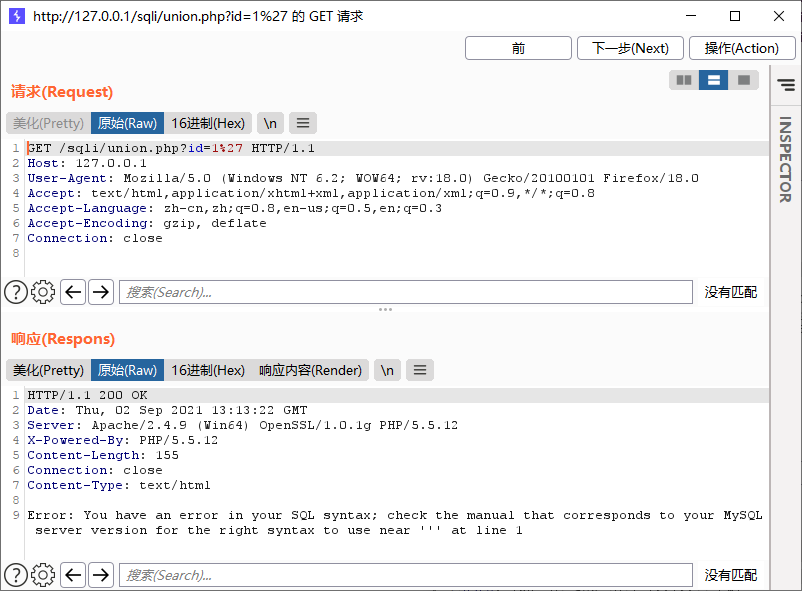 http://127.0.0.1/sqli/union.php?id=1%27 的 GET 请求
前 下一步(Next) 操作(Action)
请求(Request)
美化(Pretty) 原始(Raw) 16进制(Hex) \n
1 GET /sqli/union.php?id=1%27 HTTP/1.1
2 Host: 127.0.0.1
3 User-Agent: Mozilla/5.0 (Windows NT 6.2; WOW64; rv:18.0) Gecko/20100101 Firefox/18.0
4 Accept: text/html,application/xhtml+xml,application/xml;q=0.9,*/*;q=0.8
5 Accept-Language: zh-cn,zh;q=0.8,en-us;q=0.5,en;q=0.3
6 Accept-Encoding: gzip, deflate
7 Connection: close
8
INSPECTOR
? 搜索(Search)... 没有匹配
响应(Respons)
美化(Pretty) 原始(Raw) 16进制(Hex) 响应内容(Render) \n
1 HTTP/1.1 200 OK
2 Date: Thu, 02 Sep 2021 13:13:22 GMT
3 Server: Apache/2.4.9 (Win64) OpenSSL/1.0.1g PHP/5.5.12
4 X-Powered-By: PHP/5.5.12
5 Content-Length: 155
6 Connection: close
7 Content-Type: text/html
8
9 Error: You have an error in your SQL syntax; check the manual that corresponds to your MySQL
server version for the right syntax to use near ''' at line 1
? 搜索(Search)... 没有匹配